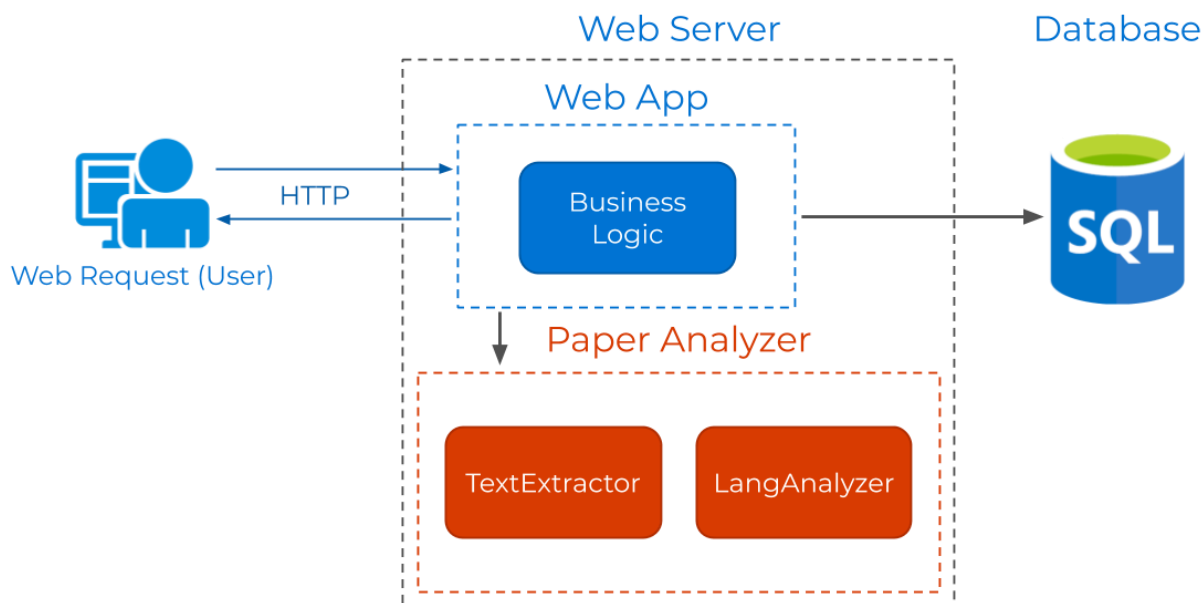 Web Server
Database
Web App
HTTP
Business
Logic
SQL
Web Request (User)
Paper Analyzer
TextExtractor
LangAnalyzer